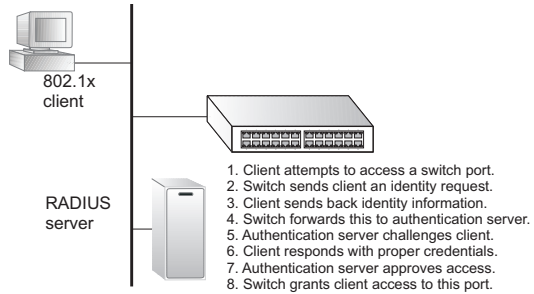 802.1x
client
RADIUS
server
1. Client attempts to access a switch port.
2. Switch sends client an identity request.
3. Client sends back identity information.
4. Switch forwards this to authentication server.
5. Authentication server challenges client.
6. Client responds with proper credentials.
7. Authentication server approves access.
8. Switch grants client access to this port.